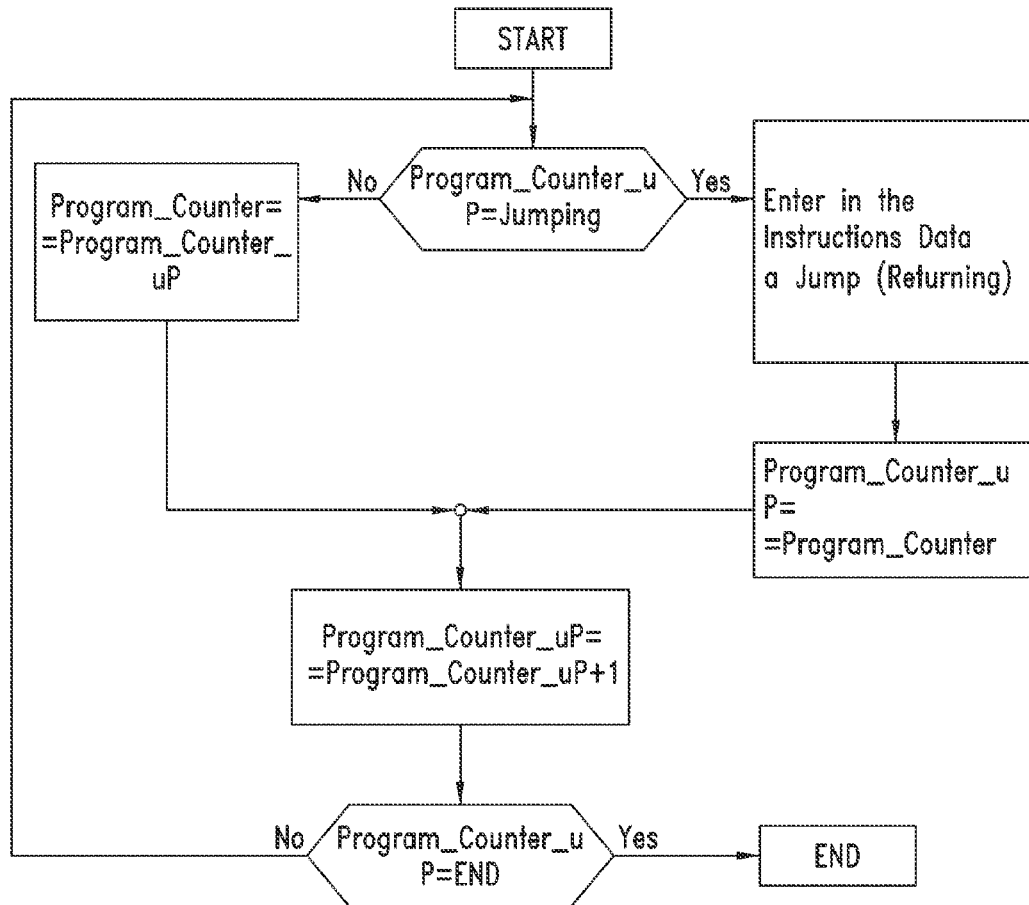 START
No
Program_Counter_u
P=Jumping
Yes
Program_Counter=
=Program_Counter_
uP
Enter in the
Instructions Data
a Jump (Returning)
Program_Counter_u
P=
=Program_Counter
Program_Counter_uP=
=Program_Counter_uP+1
No
Program_Counter_u
P=END
Yes
END